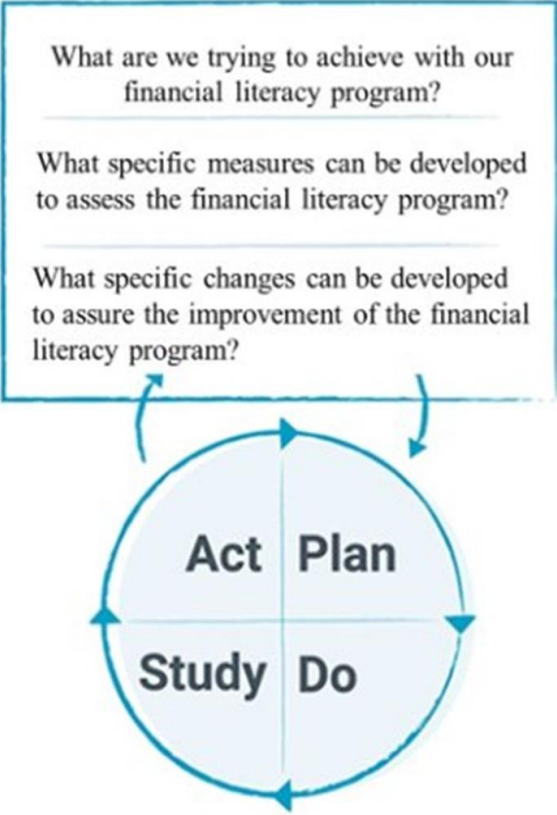 What are we trying to achieve with our
financial literacy program?
What specific measures can be developed
to assess the financial literacy program?
What specific changes can be developed
to assure the improvement of the financial
literacy program?
Act Plan
Study Do